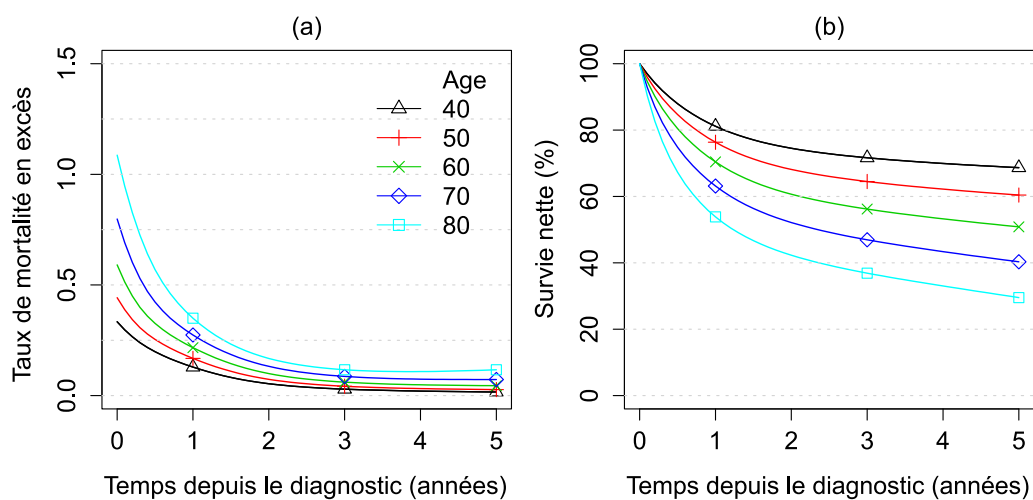 (a)
Taux de mortalité en excès
1.5
1.0
0.5
0.0
Age
40
50
60
70
80
0 1 2 3 4 5
Temps depuis le diagnostic (années)
(b)
Survie nette (%)
100
80
60
40
20
0
0 1 2 3 4 5
Temps depuis le diagnostic (années)